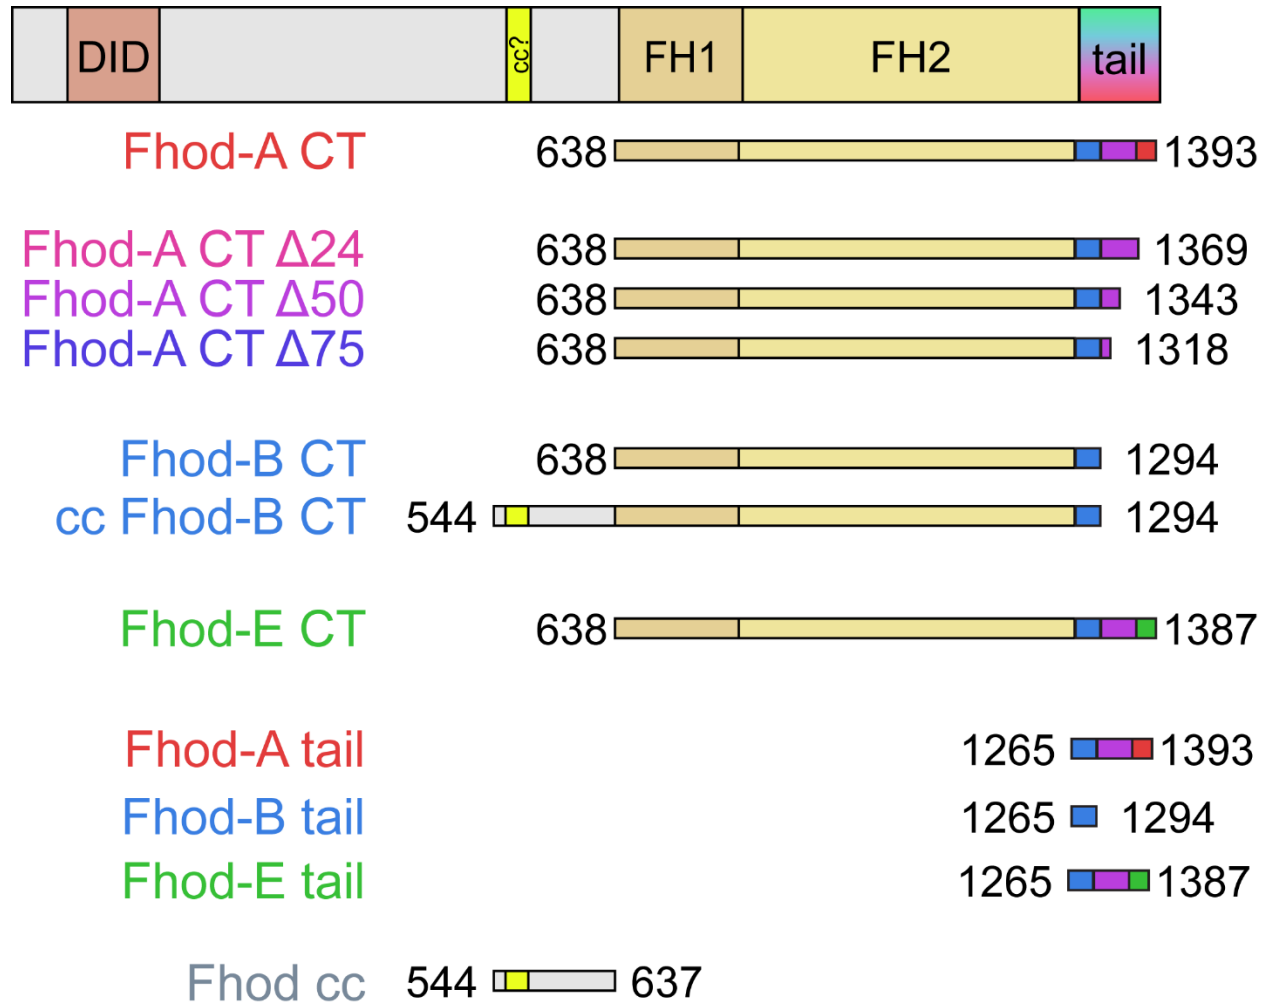 DID cc? FH1 FH2 tail
Fhod-A CT 638 1393
Fhod-A CT Δ24 638 1369
Fhod-A CT Δ50 638 1343
Fhod-A CT Δ75 638 1318
Fhod-B CT 638 1294
cc Fhod-B CT 544 1294
Fhod-E CT 638 1387
Fhod-A tail 1265 1393
Fhod-B tail 1265 1294
Fhod-E tail 1265 1387
Fhod cc 544 637